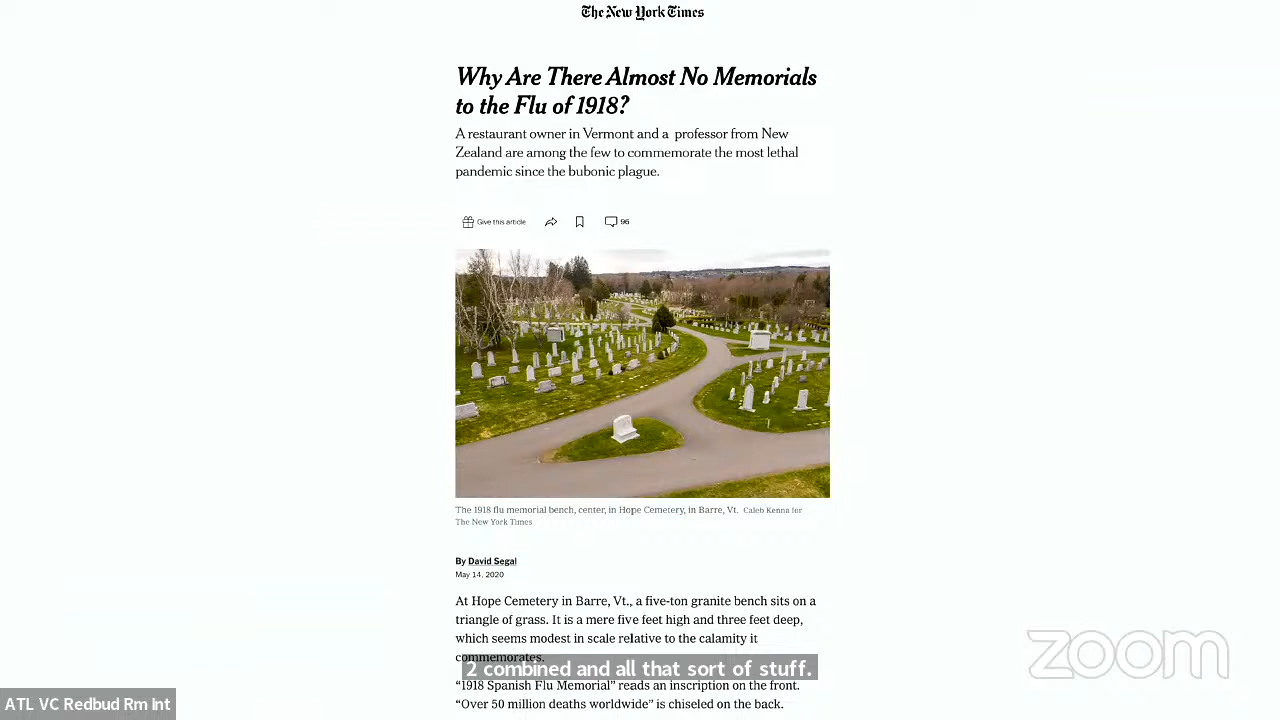 The New York Times
Why Are There Almost No Memorials
to the Flu of 1918?
A restaurant owner in Vermont and a professor from New
Zealand are among the few to commemorate the most lethal
pandemic since the bubonic plague.
Give this article
96
The 1918 flu memorial bench, center, in Hope Cemetery, in Barre, Vt. Caleb Kenna for
The New York Times
By David Segal
May 14, 2020
At Hope Cemetery in Barre, Vt., a five-ton granite bench sits on a
triangle of grass. It is a mere five feet high and three feet deep,
which seems modest in scale relative to the calamity it
commemorates.
2 combined and all that sort of stuff.
“1918 Spanish Flu Memorial” reads an inscription on the front.
“Over 50 million deaths worldwide” is chiseled on the back.
zoom
ATL VC Redbud Rm Int